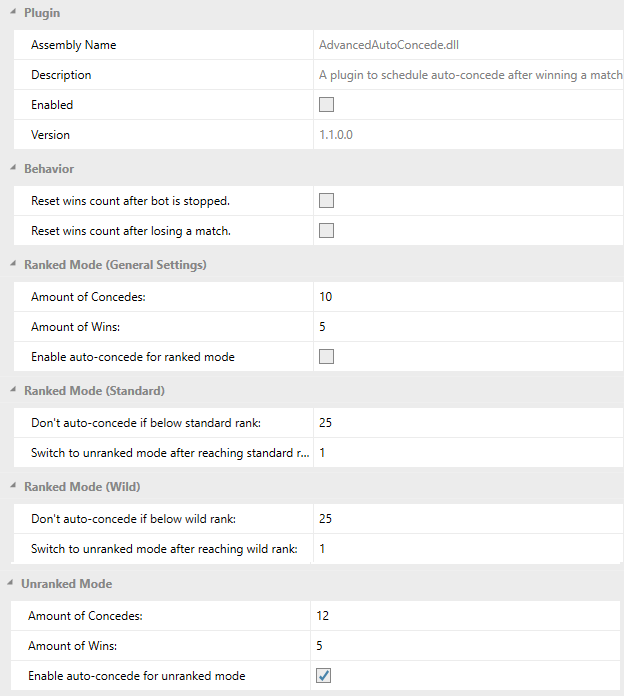 Plugin
Assembly Name AdvancedAutoConcede.dll
Description A plugin to schedule auto-concede after winning a match
Enabled
Version 1.1.0.0
Behavior
Reset wins count after bot is stopped.
Reset wins count after losing a match.
Ranked Mode (General Settings)
Amount of Concedes: 10
Amount of Wins: 5
Enable auto-concede for ranked mode
Ranked Mode (Standard)
Don't auto-concede if below standard rank: 25
Switch to unranked mode after reaching standard r... 1
Ranked Mode (Wild)
Don't auto-concede if below wild rank: 25
Switch to unranked mode after reaching wild rank: 1
Unranked Mode
Amount of Concedes: 12
Amount of Wins: 5
Enable auto-concede for unranked mode